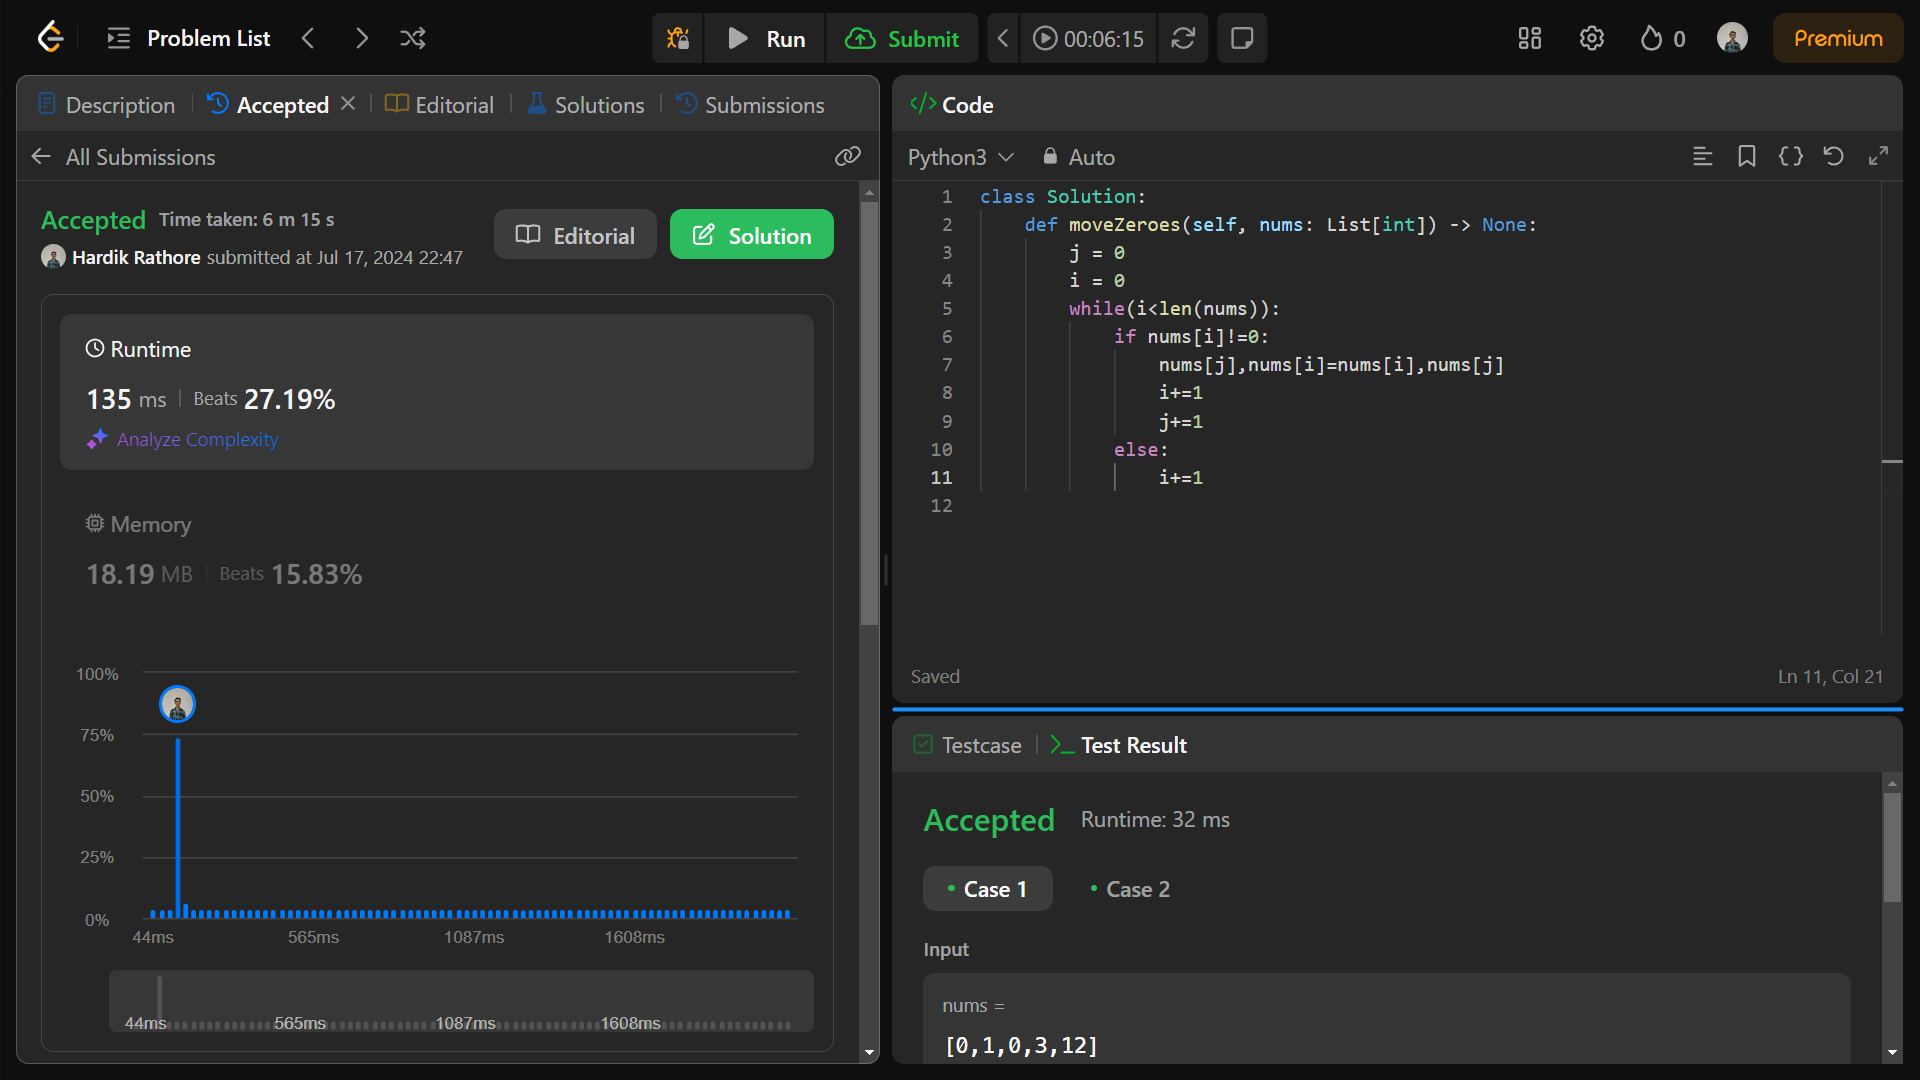 Problem List
Run
Submit
00:06:15
0
Premium
Description
Accepted
Editorial
Solutions
Submissions
All Submissions
Accepted Time taken: 6 m 15 s
Hardik Rathore submitted at Jul 17, 2024 22:47
Editorial
Solution
Runtime
135 ms Beats 27.19%
Analyze Complexity
Memory
18.19 MB Beats 15.83%
100%
75%
50%
25%
0%
44ms 565ms 1087ms 1608ms
44ms 565ms 1087ms 1608ms
</> Code
Python3 Auto
1 class Solution:
2 def moveZeroes(self, nums: List[int]) -> None:
3 j = 0
4 i = 0
5 while(i<len(nums)):
6 if nums[i]!=0:
7 nums[j],nums[i]=nums[i],nums[j]
8 i+=1
9 j+=1
10 else:
11 i+=1
12
Saved
Ln 11, Col 21
Testcase
>_ Test Result
Accepted Runtime: 32 ms
• Case 1 • Case 2
Input
nums =
[0,1,0,3,12]